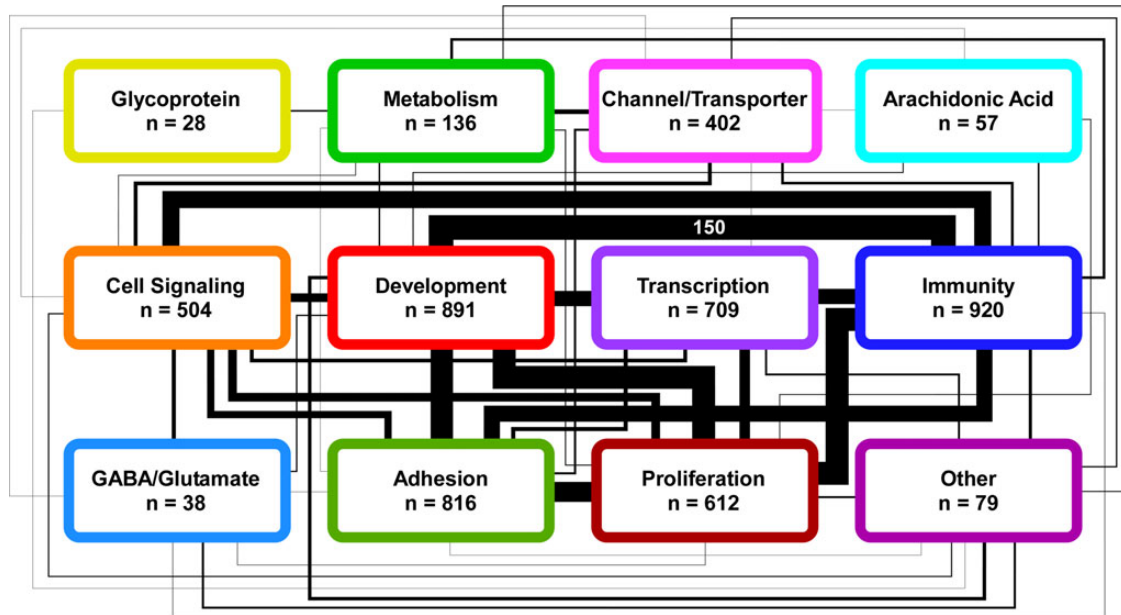 Glycoprotein
n = 28
Metabolism
n = 136
Channel/Transporter
n = 402
Arachidonic Acid
n = 57
150
Cell Signaling
n = 504
Development
n = 891
Transcription
n = 709
Immunity
n = 920
GABA/Glutamate
n = 38
Adhesion
n = 816
Proliferation
n = 612
Other
n = 79